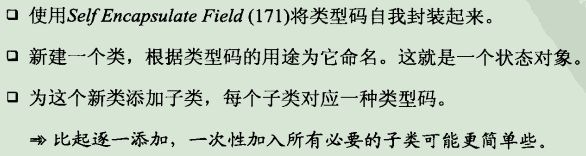 使用Self Encapsulate Field (171)将类型码自我封装起来。
新建一个类，根据类型码的用途为它命名。这就是一个状态对象。
为这个新类添加子类，每个子类对应一种类型码。
⇒ 比起逐一添加，一次性加入所有必要的子类可能更简单些。